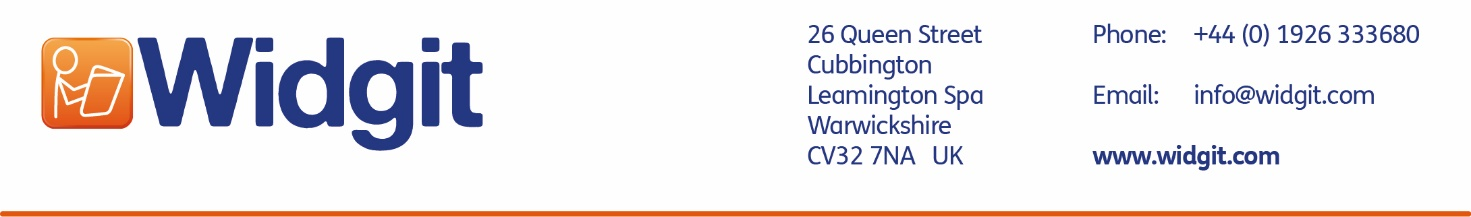 Widgit
26 Queen Street
Cubbington
Leamington Spa
Warwickshire
CV32 7NA UK
Phone: +44 (0) 1926 333680
Email: info@widgit.com
www.widgit.com